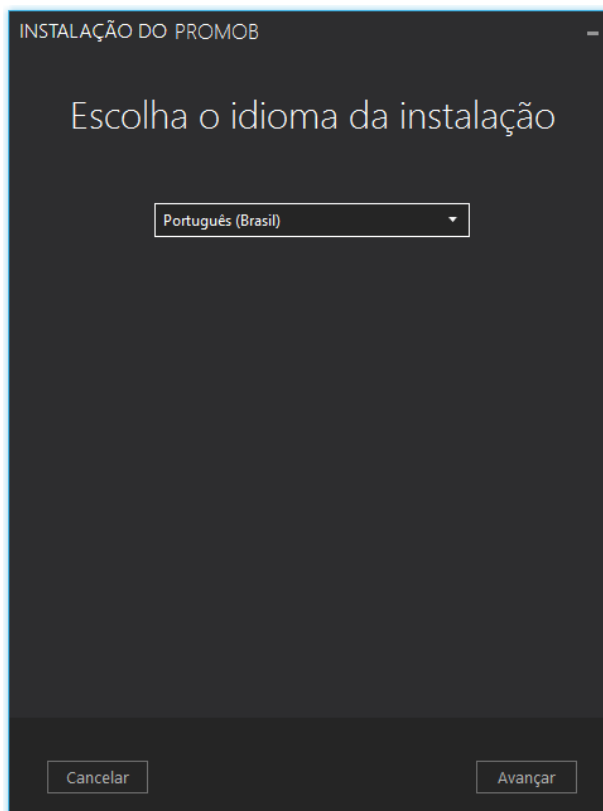 INSTALAÇÃO DO PROMOB
Escolha o idioma da instalação
Português (Brasil)
Cancelar
Avançar